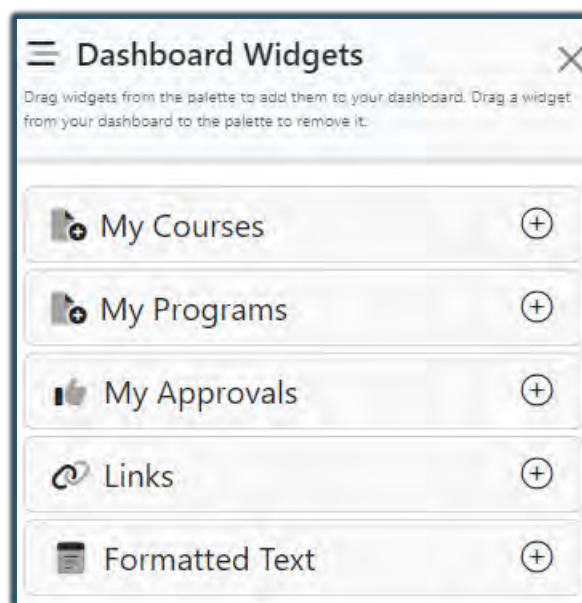 Dashboard Widgets
Drag widgets from the palette to add them to your dashboard. Drag a widget
from your dashboard to the palette to remove it.
My Courses
My Programs
My Approvals
Links
Formatted Text